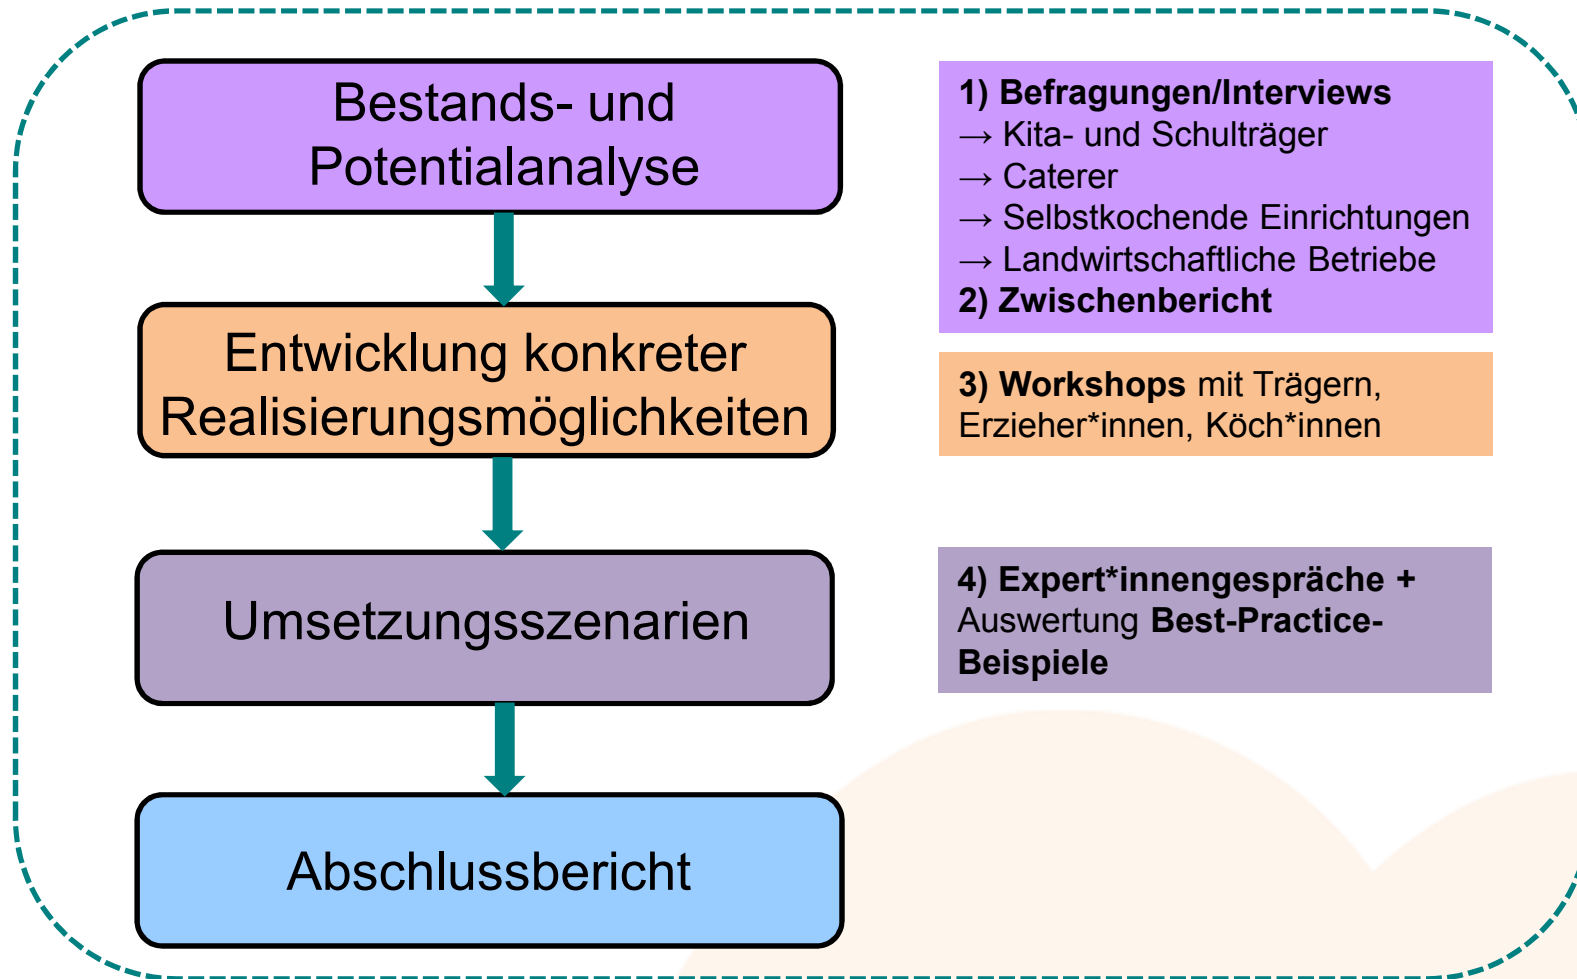 Bestands- und
Potentialanalyse
1) Befragungen/Interviews
→ Kita- und Schulträger
→ Caterer
→ Selbstkochende Einrichtungen
→ Landwirtschaftliche Betriebe
2) Zwischenbericht
Entwicklung konkreter
Realisierungsmöglichkeiten
3) Workshops mit Trägern,
Erzieher*innen, Köch*innen
Umsetzungsszenarien
4) Expert*innengespräche +
Auswertung Best-Practice-
Beispiele
Abschlussbericht